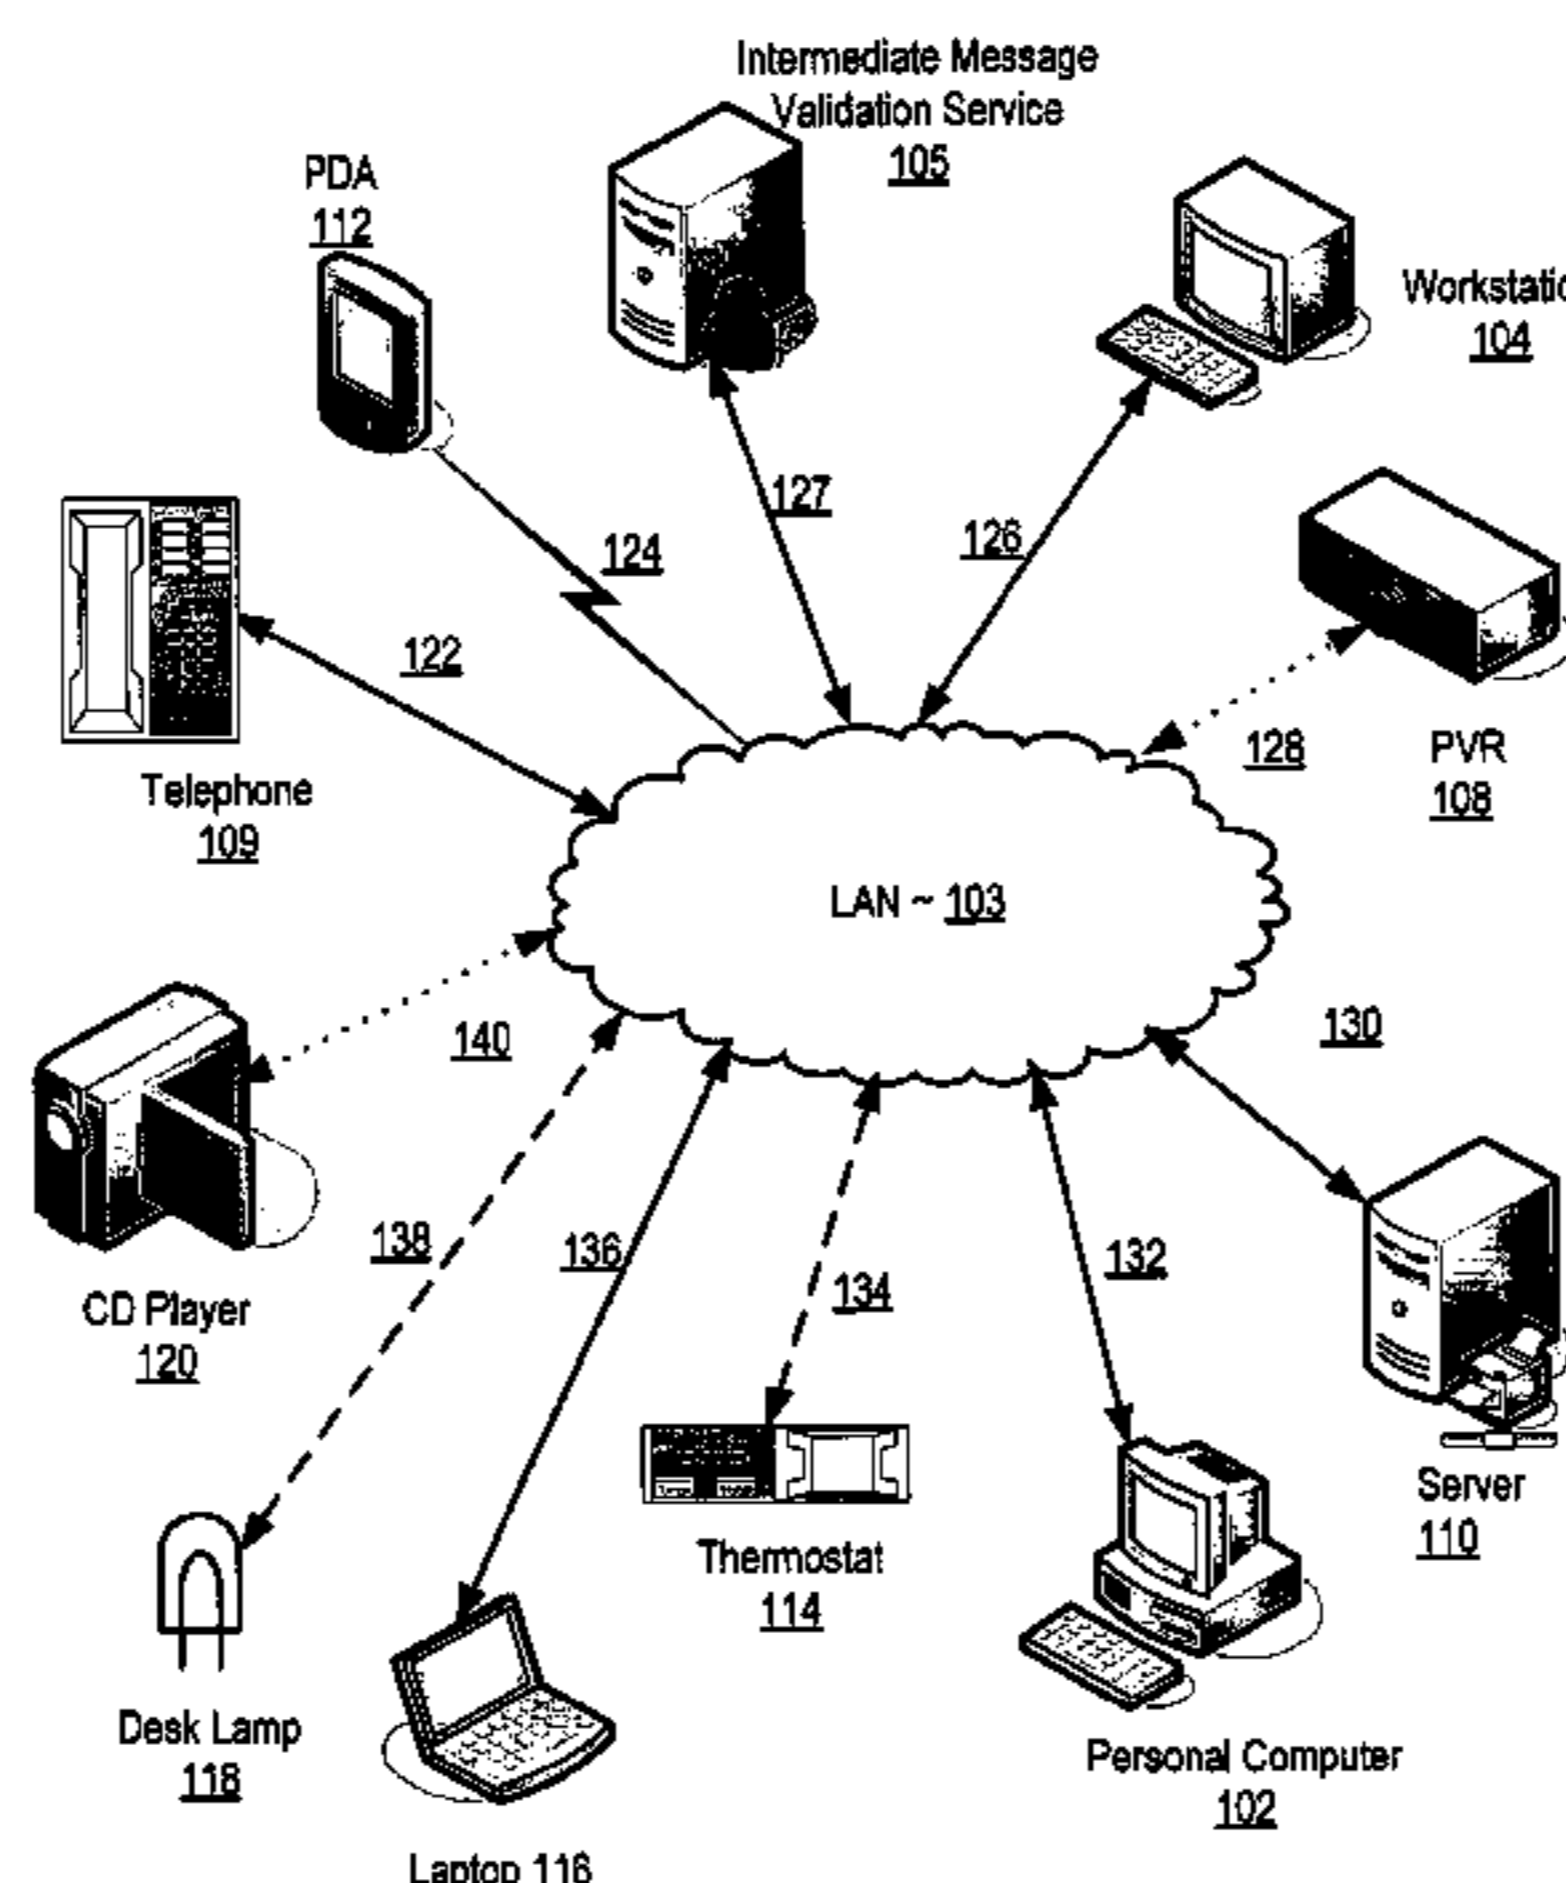 Intermediate Message
Validation Service
105
PDA
112
Workstatio
104
127
126
124
122
128
PVR
108
Telephone
109
LAN ~ 103
130
140
138
136
134
132
CD Player
120
Server
110
Thermostat
114
Desk Lamp
118
Personal Computer
102
Laptop 116